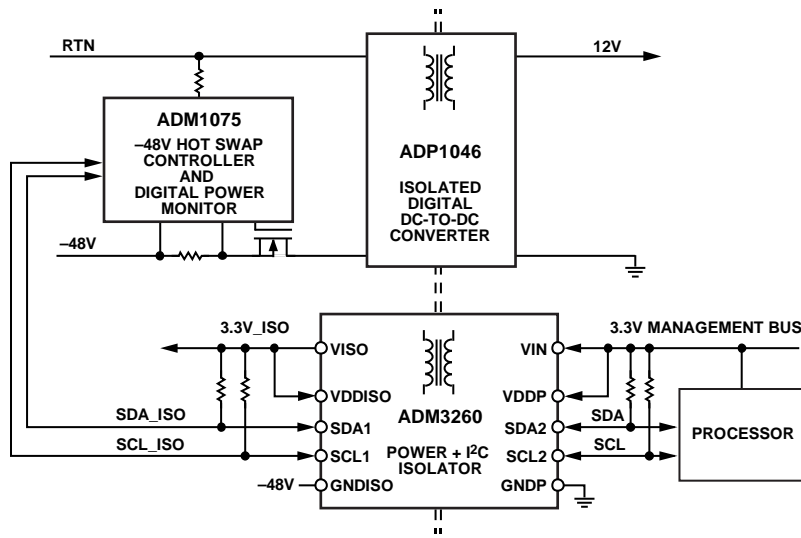 RTN
12V
ADM1075
–48V HOT SWAP
CONTROLLER
AND
DIGITAL POWER
MONITOR
ADP1046
ISOLATED
DIGITAL
DC-TO-DC
CONVERTER
–48V
3.3V_ISO
VISO
VIN
3.3V MANAGEMENT BUS
VDDISO
VDDP
ADM3260
SDA_ISO
SDA1
SDA2
SDA
PROCESSOR
POWER + I²C
ISOLATOR
SCL_ISO
SCL1
SCL2
SCL
–48V
GNDISO
GNDP